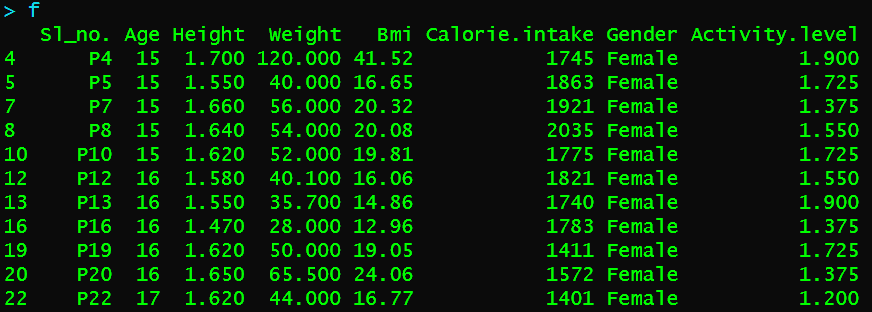 > f
Sl_no. Age Height Weight Bmi Calorie.intake Gender Activity.level
4 P4 15 1.700 120.000 41.52 1745 Female 1.900
5 P5 15 1.550 40.000 16.65 1863 Female 1.725
7 P7 15 1.660 56.000 20.32 1921 Female 1.375
8 P8 15 1.640 54.000 20.08 2035 Female 1.550
10 P10 15 1.620 52.000 19.81 1775 Female 1.725
12 P12 16 1.580 40.100 16.06 1821 Female 1.550
13 P13 16 1.550 35.700 14.86 1740 Female 1.900
16 P16 16 1.470 28.000 12.96 1783 Female 1.375
19 P19 16 1.620 50.000 19.05 1411 Female 1.725
20 P20 16 1.650 65.500 24.06 1572 Female 1.375
22 P22 17 1.620 44.000 16.77 1401 Female 1.200